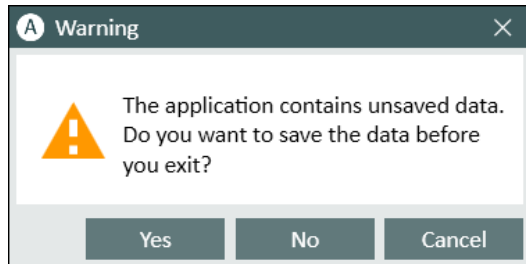 A Warning
The application contains unsaved data.
Do you want to save the data before
you exit?
Yes No Cancel